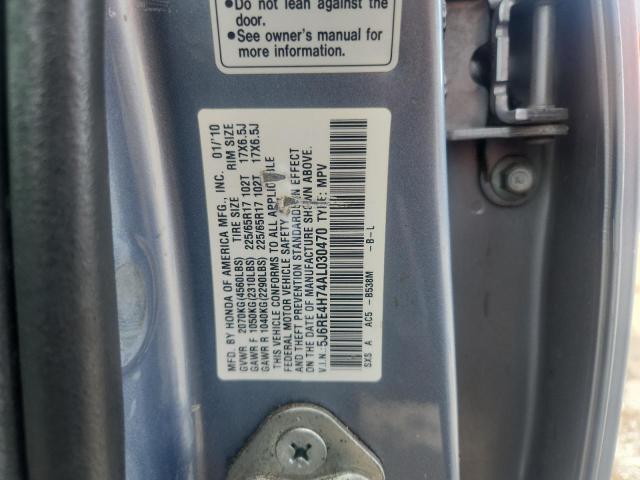 ●Do not lean against the
door.
●See owner's manual for
more information.
MFD. BY HONDA OF AMERICA MFG., INC. 01/'10
GVWR 2070KG(4560LBS) TIRE SIZE RIM SIZE
GAWR F 1050KG(2310LBS) 225/65R17 102T 17X6.5J
GAWR R 1040KG(2290LBS) 225/65R17 102T 17X6.5J
THIS VEHICLE CONFORMS TO ALL APPLICABLE
FEDERAL MOTOR VEHICLE SAFETY
AND THEFT PREVENTION STANDARDS IN EFFECT
ON THE DATE OF MANUFACTURE SHOWN ABOVE.
V.I.N.: 5J6RE4H74AL030470 TYPE: MPV
SXS A AC5 -B538M -B-L